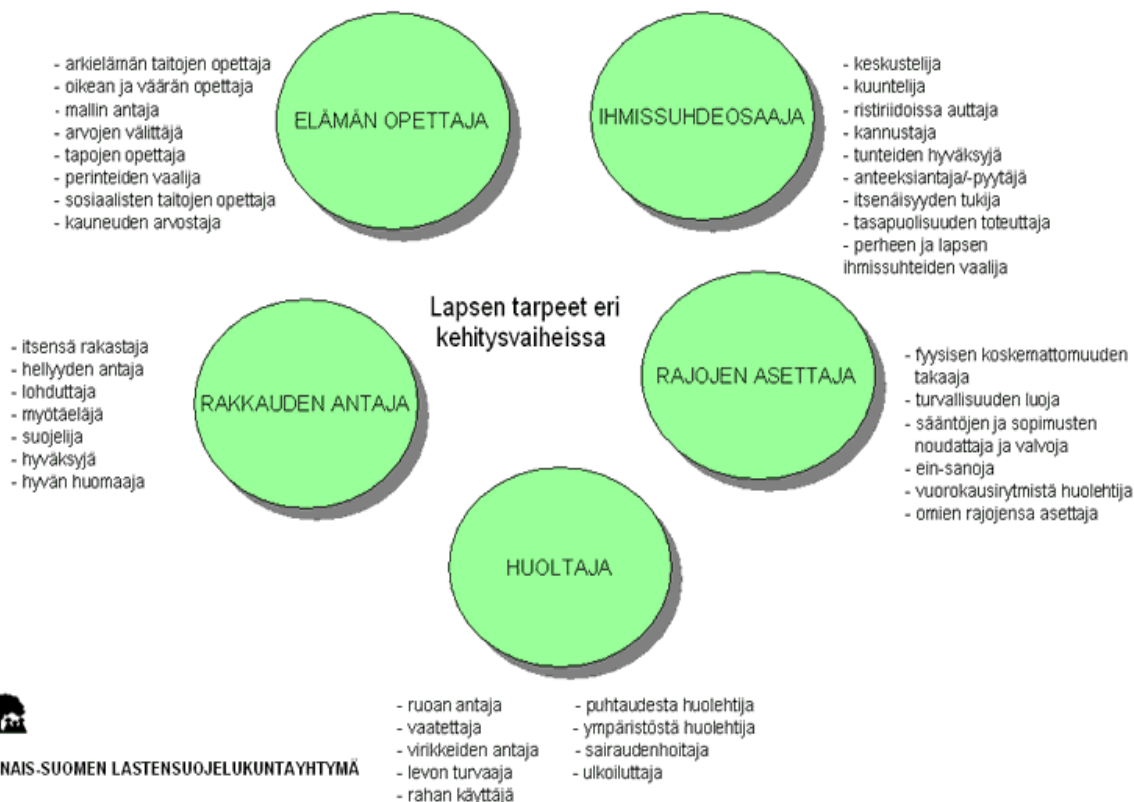 - arkielämän taitojen opettaja
- oikean ja väärän opettaja
- mallin antaja
- arvojen välittäjä
- tapojen opettaja
- perinteiden vaalija
- sosiaalisten taitojen opettaja
- kauneuden arvostaja
ELÄMÄN OPETTAJA
IHMISSUHDEOSAAJA
- keskustelija
- kuuntelija
- ristiriidoissa auttaja
- kannustaja
- tunteiden hyväksyjä
- anteeksiantaja/-pyytäjä
- itsenäisyyden tukija
- tasapuolisuuden toteuttaja
- perheen ja lapsen
ihmissuhteiden vaalija
Lapsen tarpeet eri
kehitysvaiheissa
- itsensä rakastaja
- hellyyden antaja
- lohduttaja
- myötäeläjä
- suojelija
- hyväksyjä
- hyvän huomaaja
RAKKAUDEN ANTAJA
RAJOJEN ASETTAJA
- fyysisen koskemattomuuden
takaaja
- turvallisuuden luoja
- sääntöjen ja sopimusten
noudattaja ja valvoja
- ein-sanoja
- vuorokausirytmistä huolehtija
- omien rajojensa asettaja
HUOLTAJA
- ruoan antaja
- vaatettaja
- virikkeiden antaja
- levon turvaaja
- rahan käyttäjä
- puhtaudesta huolehtija
- ympäristöstä huolehtija
- sairaudenhoitaja
- ulkoiluttaja
NAIS-SUOMEN LASTENSUOJELUKUNTAYHTYMÄ